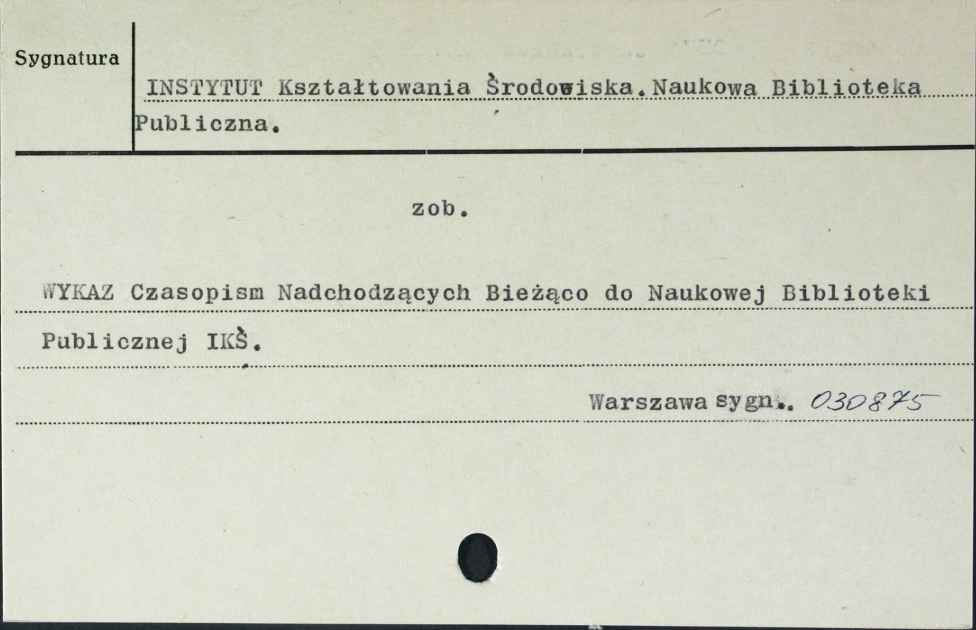 Sygnatura
INSTYTUT Kształtowania Środowiska. Naukowa Biblioteka
Publiczna.
zob.
WYKAZ Czasopism Nadchodzących Bieżąco do Naukowej Biblioteki
Publicznej IKŚ.
Warszawa sygn.. 030875